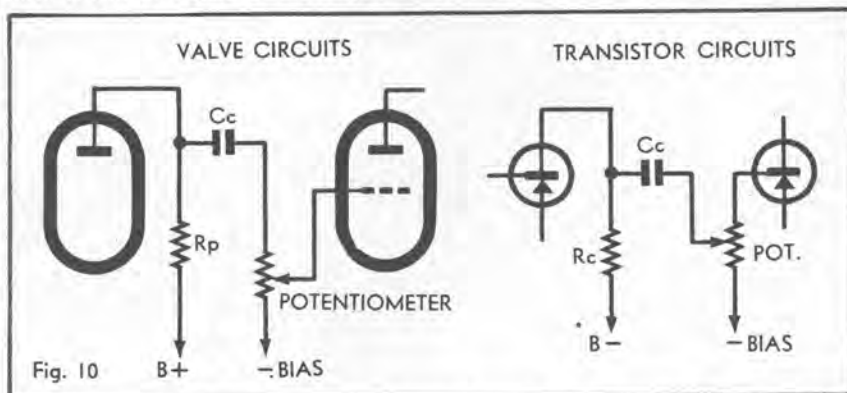 VALVE CIRCUITS
Cc
Rp
POTENTIOMETER
B+
- BIAS
TRANSISTOR CIRCUITS
Cc
Rc
POT.
B-
- BIAS
Fig. 10